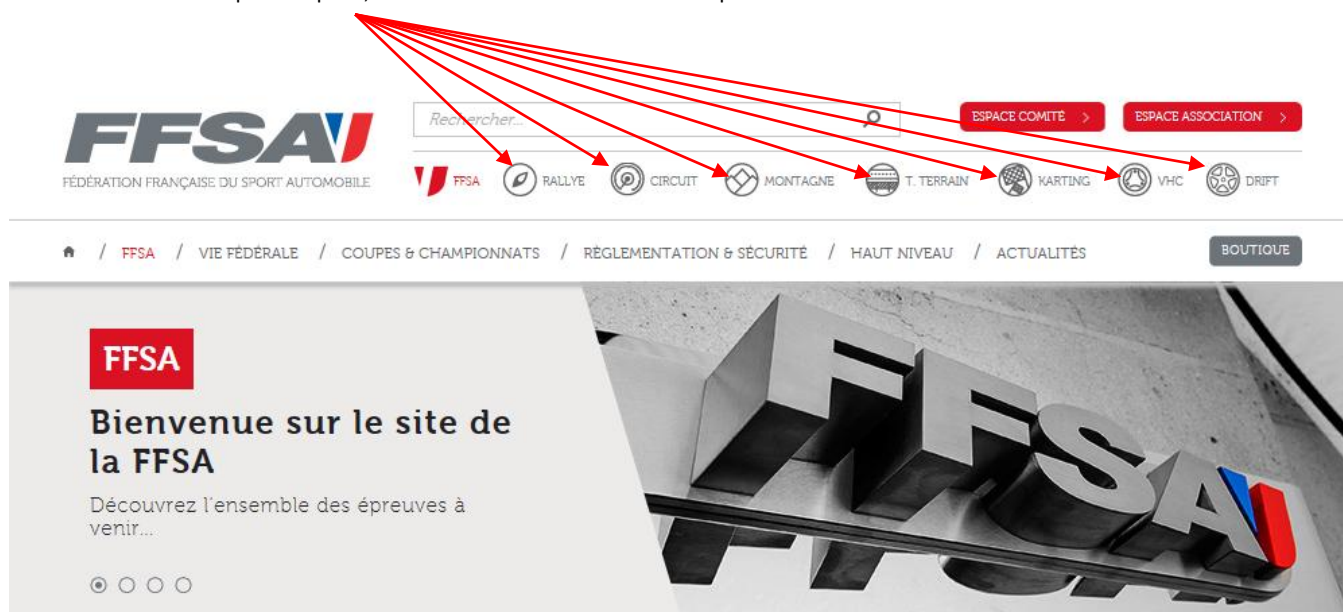 Rechercher...
ESPACE COMITÉ >
ESPACE ASSOCIATION >
FFSA
FÉDÉRATION FRANÇAISE DU SPORT AUTOMOBILE
FFSA RALLYE CIRCUIT MONTAGNE T. TERRAIN KARTING VHC DRIFT
/ FFSA / VIE FÉDÉRALE / COUPES & CHAMPIONNATS / RÈGLEMENTATION & SÉCURITÉ / HAUT NIVEAU / ACTUALITÉS
BOUTIQUE
FFSA
Bienvenue sur le site de
la FFSA
Découvrez l'ensemble des épreuves à
venir...
FFSA